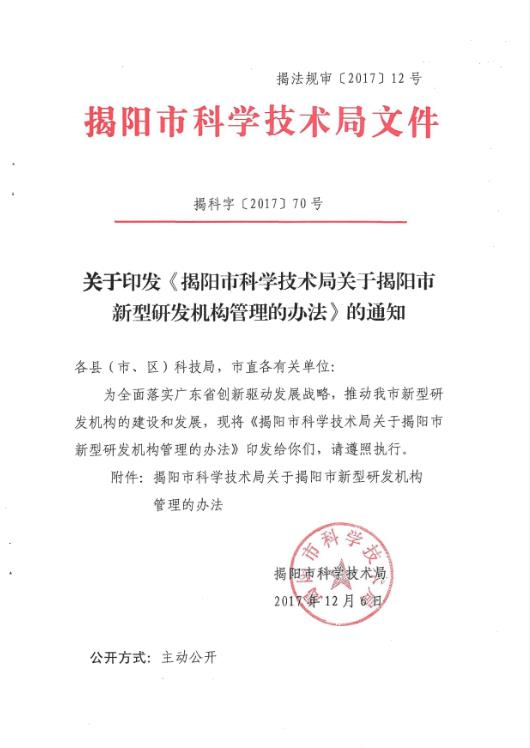 揭法规审〔2017〕12号
揭阳市科学技术局文件
揭科字〔2017〕70号
关于印发《揭阳市科学技术局关于揭阳市
新型研发机构管理的办法》的通知
各县（市、区）科技局，市直各有关单位:
为全面落实广东省创新驱动发展战略，推动我市新型研
发机构的建设和发展，现将《揭阳市科学技术局关于揭阳市
新型研发机构管理的办法》印发给你们，请遵照执行。
附件: 揭阳市科学技术局关于揭阳市新型研发机构
管理的办法
揭阳市科学技术局
揭阳市科学技术局
2017年12月6日
公开方式: 主动公开